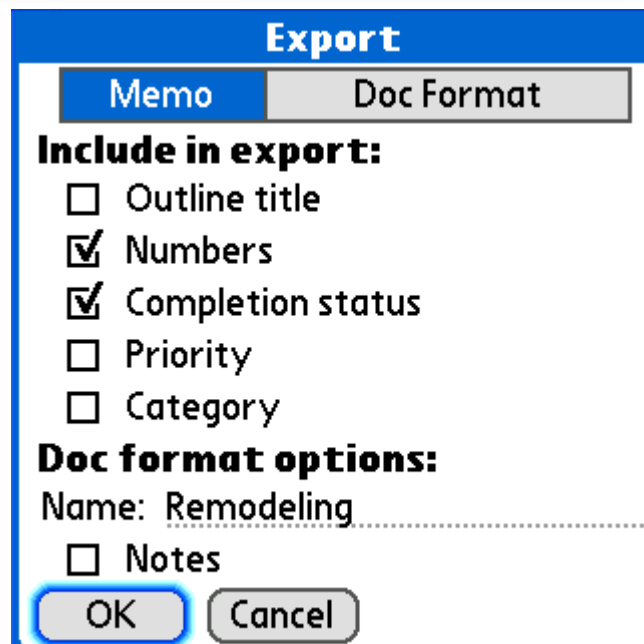 Export
Memo Doc Format
Include in export:
Outline title
Numbers
Completion status
Priority
Category
Doc format options:
Name: Remodeling
Notes
OK Cancel